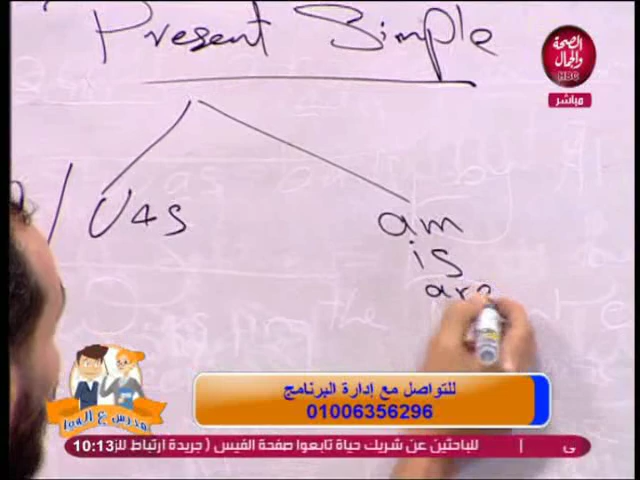 Present Simple
V+s
am
is
are
الصحة
والجمال
HBC
مباشر
للتواصل مع إدارة البرنامج
01006356296
مدرس ع الهوا
10:13
للباحثين عن شريك حياة تابعوا صفحة الفيس ( جريدة ارتباط للز